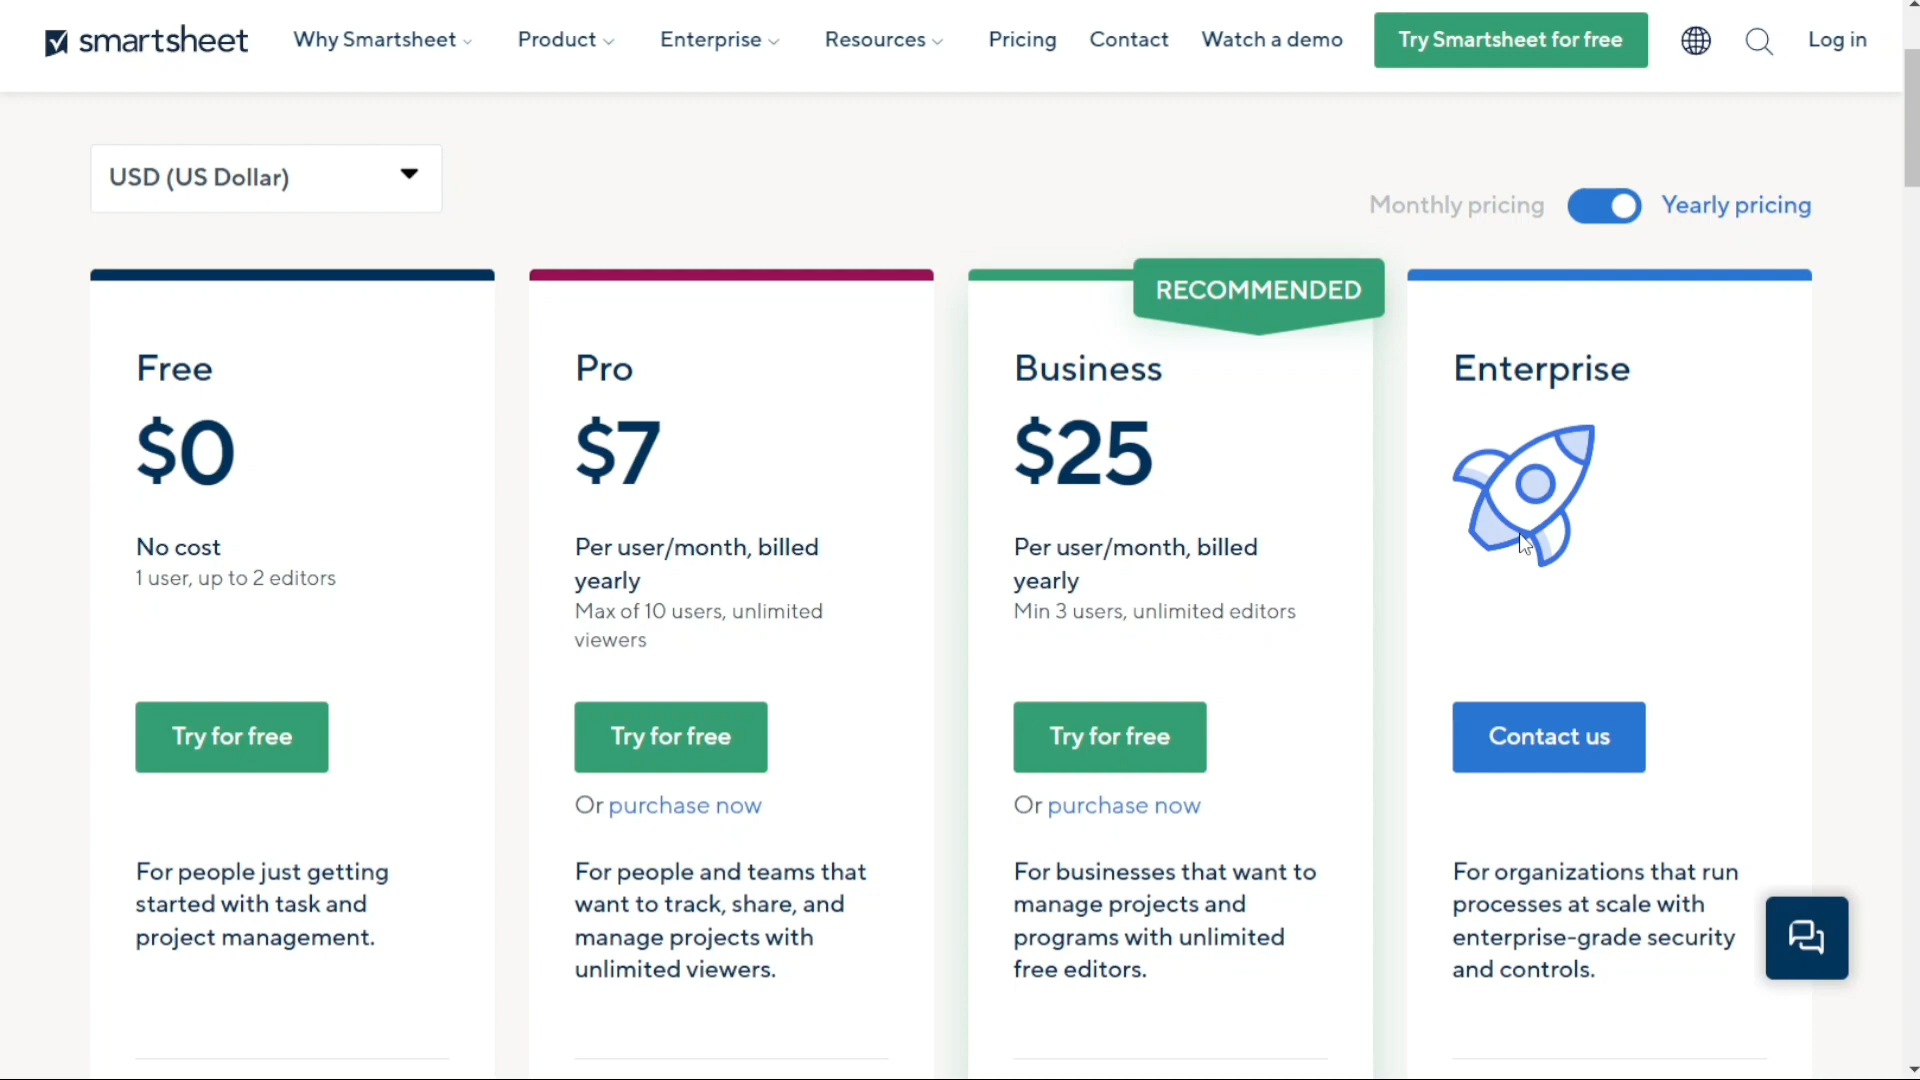 smartsheet Why Smartsheet Product Enterprise Resources Pricing Contact Watch a demo Try Smartsheet for free Log in
USD (US Dollar)
Monthly pricing Yearly pricing
Free
$0
No cost
1 user, up to 2 editors
Try for free
For people just getting
started with task and
project management.
Pro
$7
Per user/month, billed
yearly
Max of 10 users, unlimited
viewers
Try for free
Or purchase now
For people and teams that
want to track, share, and
manage projects with
unlimited viewers.
RECOMMENDED
Business
$25
Per user/month, billed
yearly
Min 3 users, unlimited editors
Try for free
Or purchase now
For businesses that want to
manage projects and
programs with unlimited
free editors.
Enterprise
Contact us
For organizations that run
processes at scale with
enterprise-grade security
and controls.